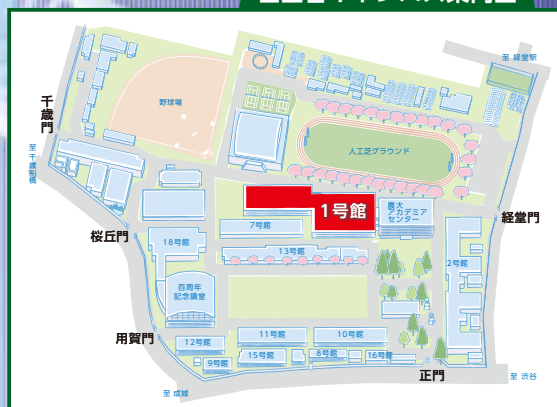 至 経堂駅
千歳門
野球場
至 千歳船橋
人工芝グラウンド
1号館
農大
アカデミア
センター
経堂門
7号館
桜丘門
18号館
13号館
2号館
百周年
記念講堂
用賀門
11号館
10号館
12号館
15号館
8号館
16号館
9号館
正門
至 渋谷
至 成城